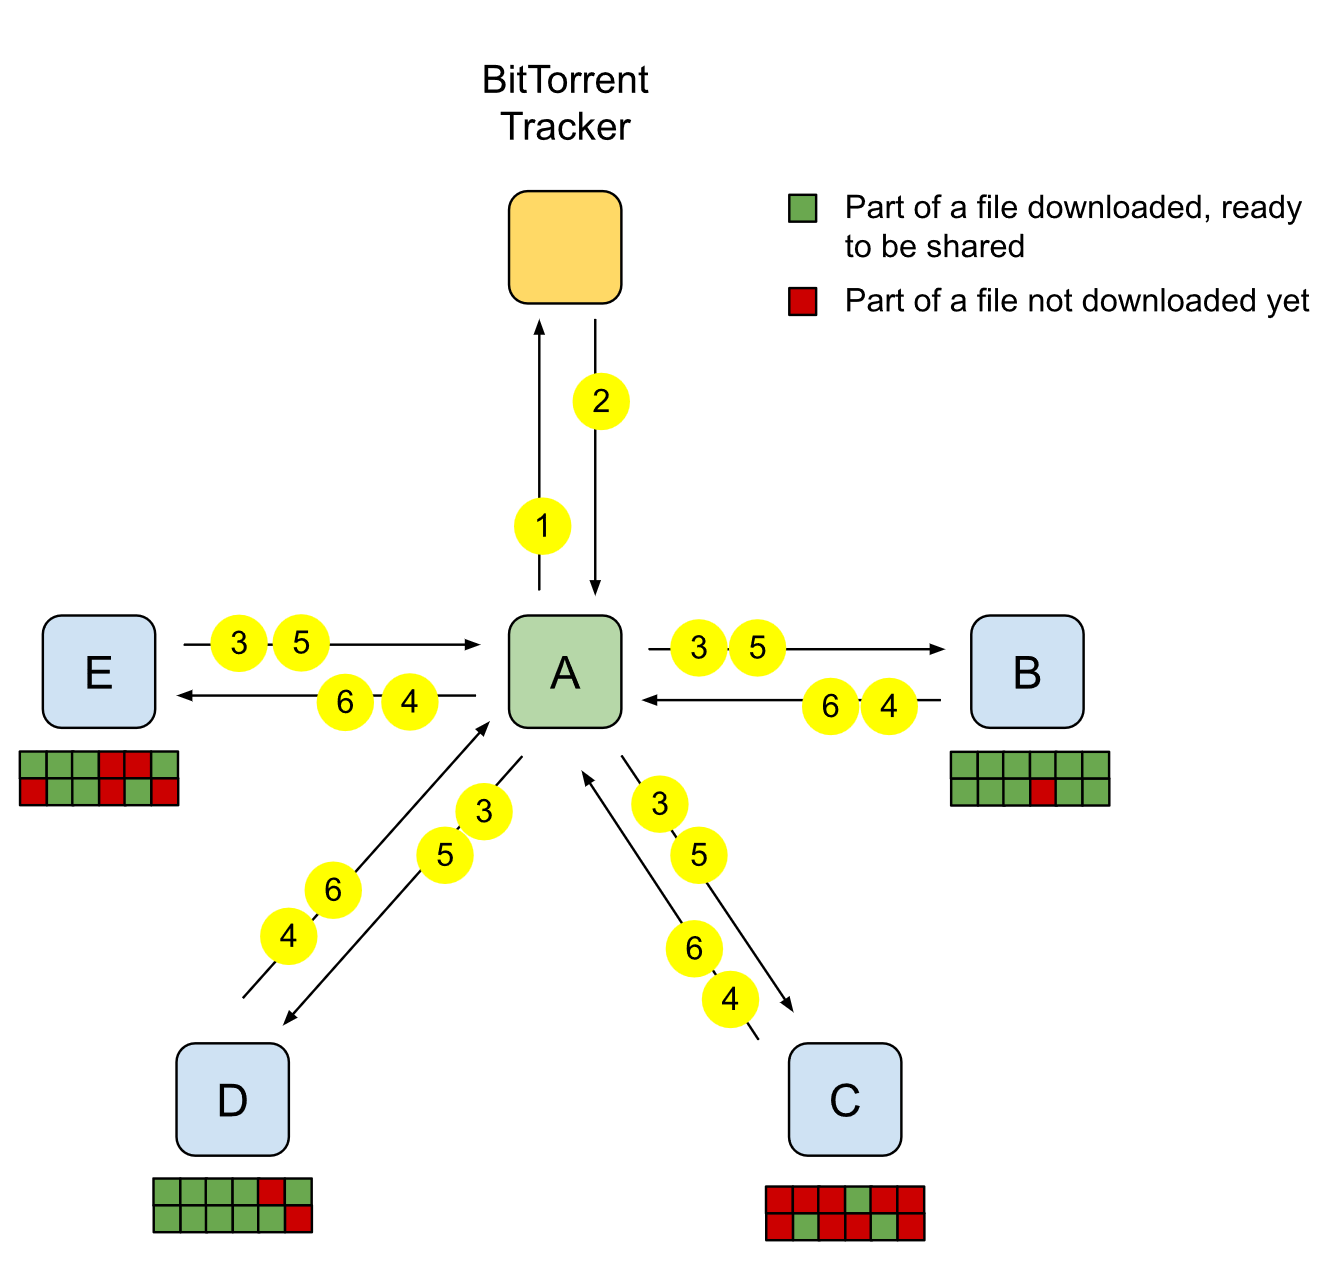 BitTorrent
Tracker
Part of a file downloaded, ready
to be shared
Part of a file not downloaded yet
2
1
E
3 5
A
3 5
B
6 4
6 4
3
5
3
5
6
4
6
4
D
C